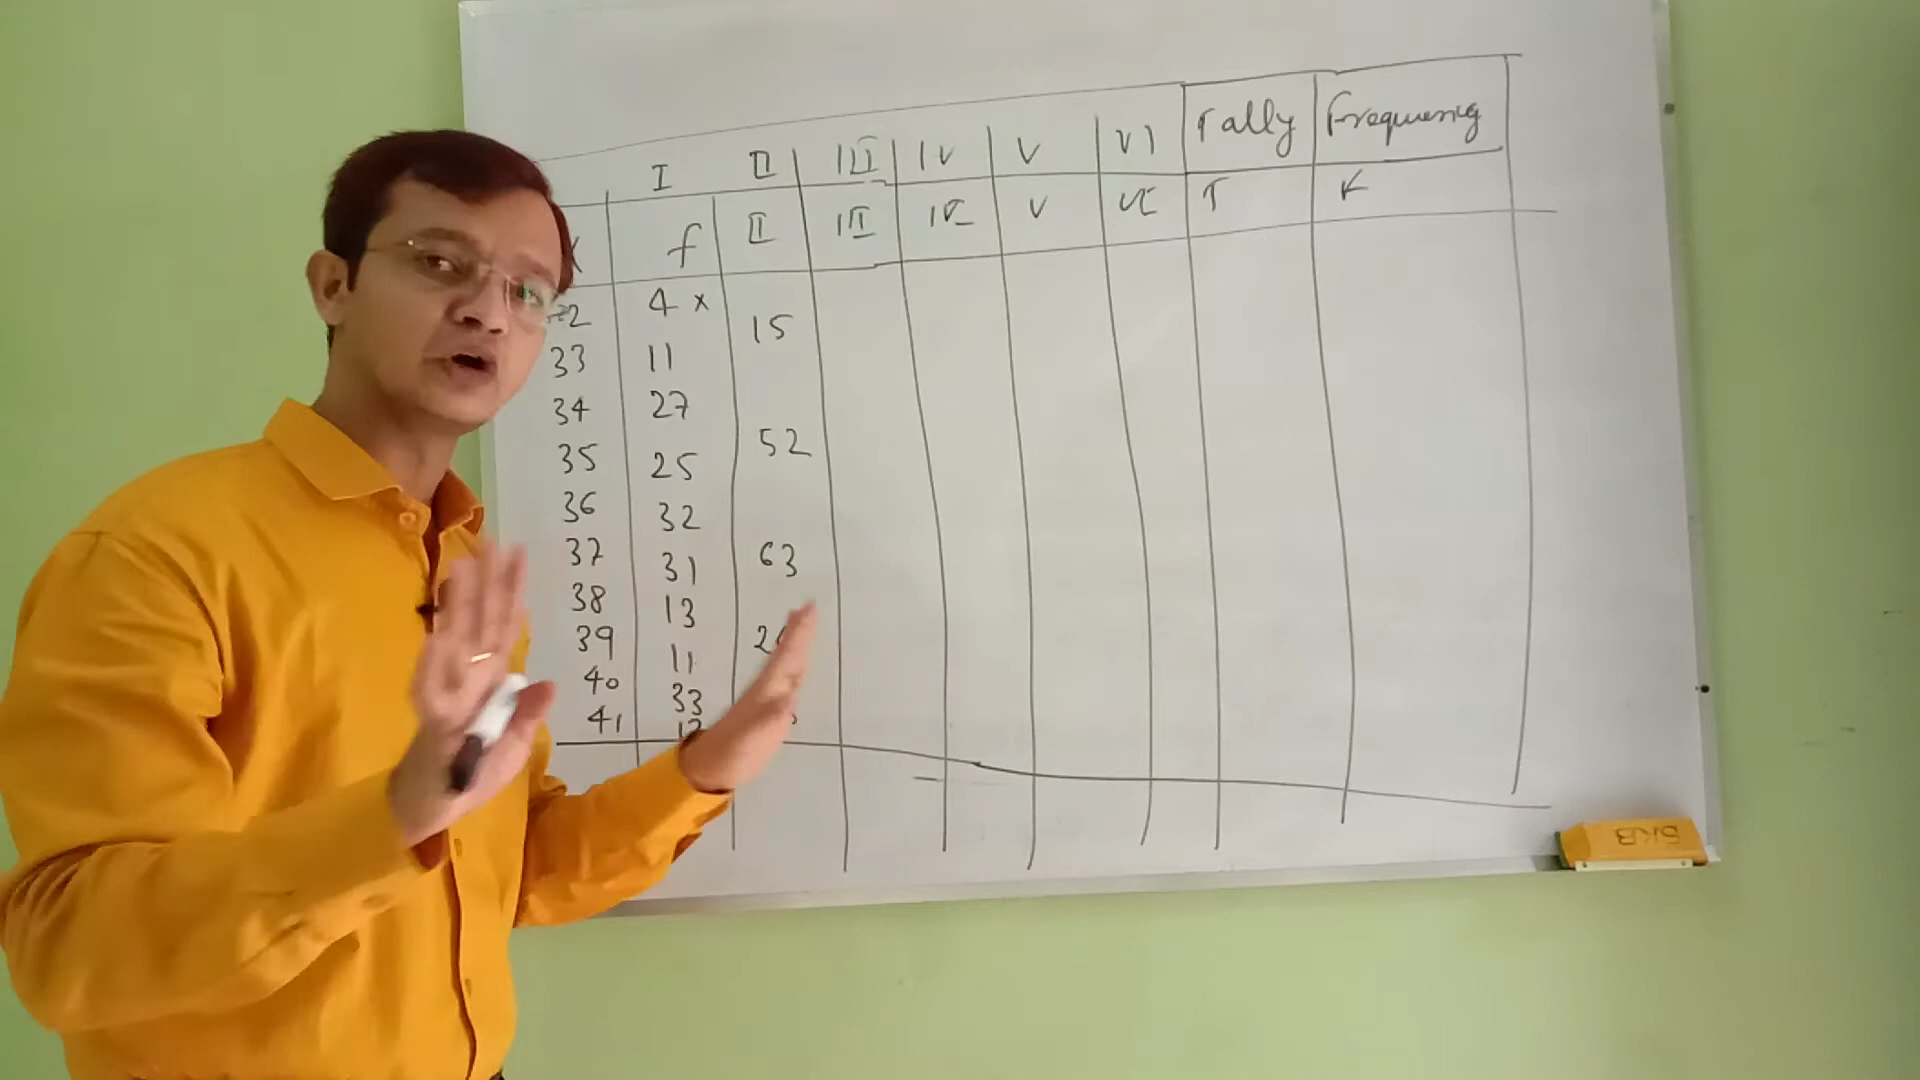 I II III IV V VI Tally Frequency
f II III IV V VI T F
4 x
15
33 11
34 27
52
35 25
36 32
37 31 63
38 13
39 11
40 33
41
SKB